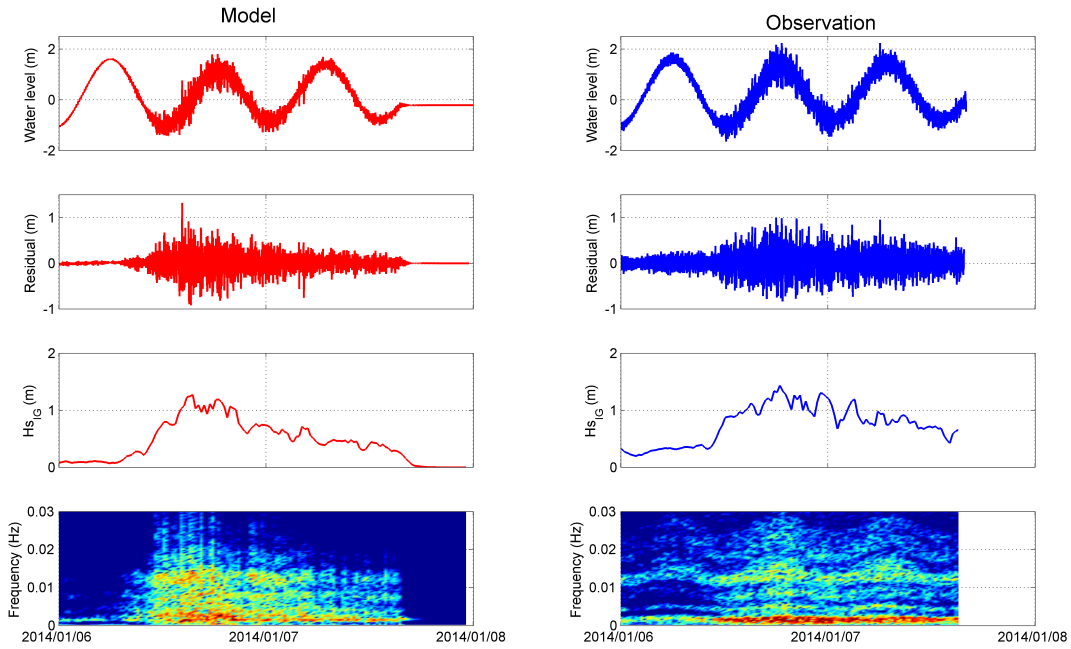 Model
Observation
2
0
-2
Water level (m)
2
0
-2
Water level (m)
1
0
-1
Residual (m)
1
0
-1
Residual (m)
2
1
0
Hs_IG (m)
2
1
0
Hs_IG (m)
0.03
0.02
0.01
0
Frequency (Hz)
2014/01/06 2014/01/07 2014/01/08
0.03
0.02
0.01
0
Frequency (Hz)
2014/01/06 2014/01/07 2014/01/08